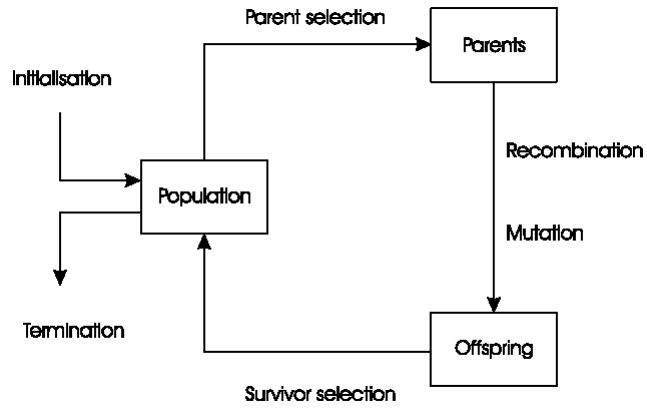 Parent selection
Parents
Initialisation
Recombination
Population
Mutation
Termination
Offspring
Survivor selection